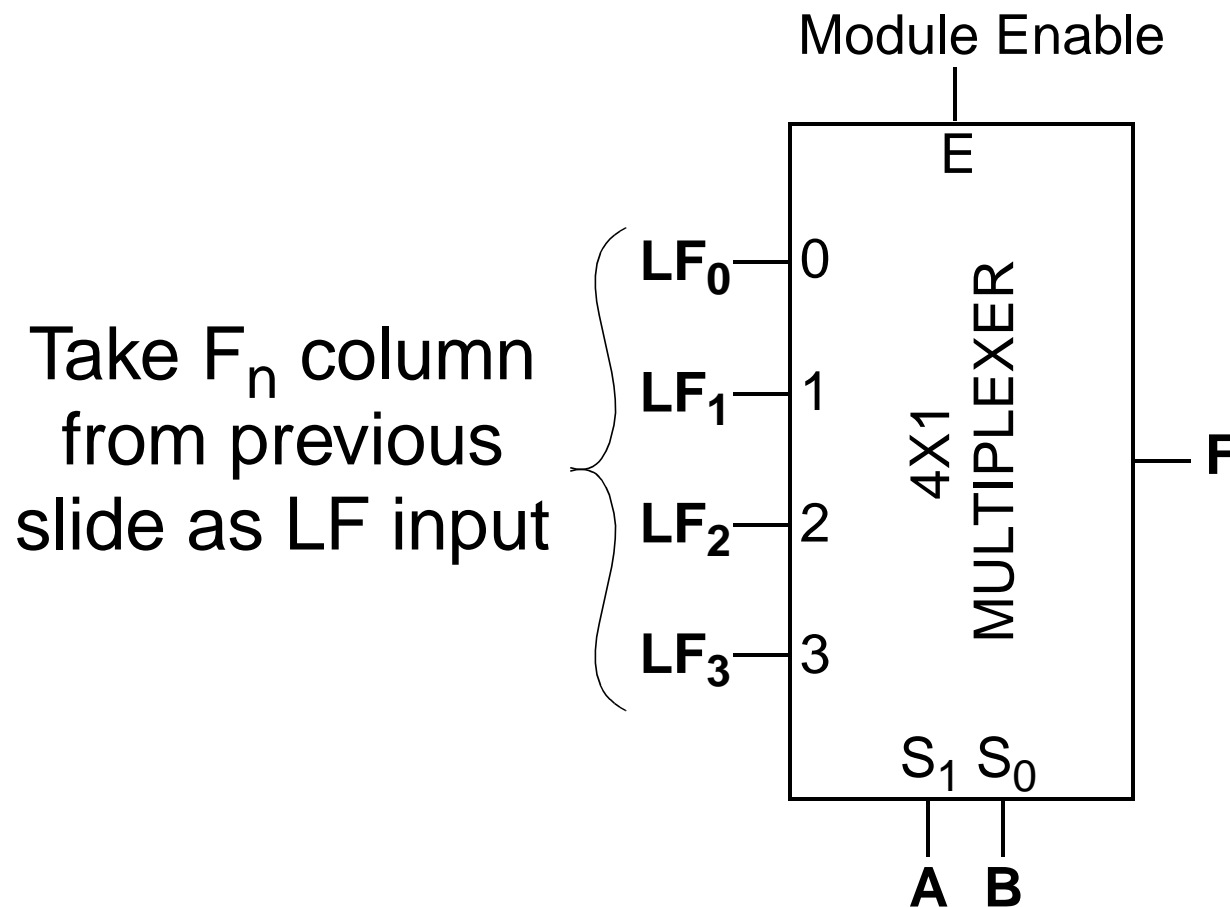 Module Enable
E
LF0 0
LF1 1
Take Fn column
from previous
slide as LF input
4X1
MULTIPLEXER
F
LF2 2
LF3 3
S1 S0
A B